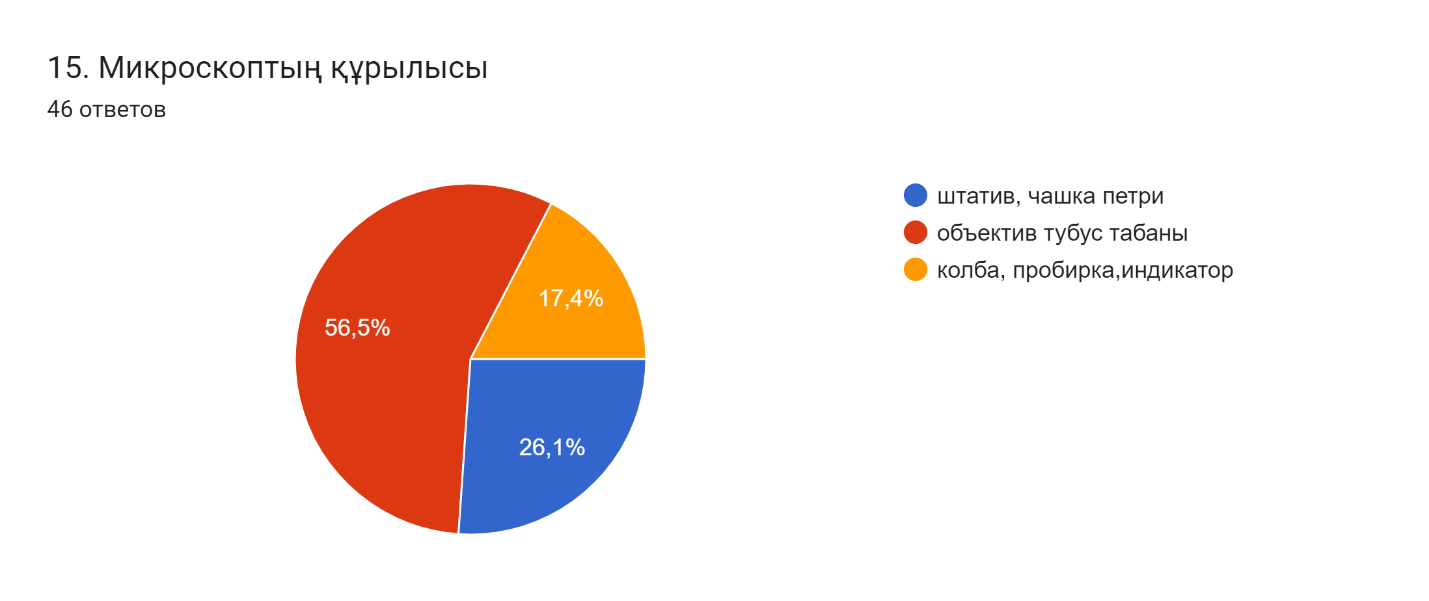 15. Микроскоптың құрылысы
46 ответов
штатив, чашка петри
объектив тубус табаны
колба, пробирка,индикатор
17,4%
56,5%
26,1%